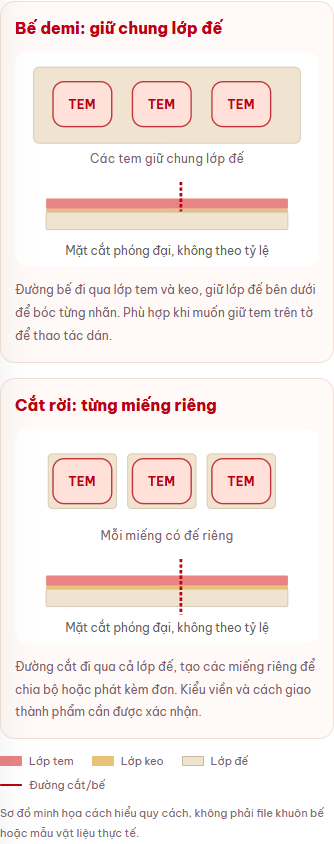 Bế demi: giữ chung lớp đế
TEM TEM TEM
Các tem giữ chung lớp đế
Mặt cắt phóng đại, không theo tỷ lệ
Đường bế đi qua lớp tem và keo, giữ lớp đế bên dưới
để bóc từng nhãn. Phù hợp khi muốn giữ tem trên tờ
để thao tác dán.
Cắt rời: từng miếng riêng
TEM TEM TEM
Mỗi miếng có đế riêng
Mặt cắt phóng đại, không theo tỷ lệ
Đường cắt đi qua cả lớp đế, tạo các miếng riêng để
chia bộ hoặc phát kèm đơn. Kiểu viền và cách giao
thành phẩm cần được xác nhận.
Lớp tem Lớp keo Lớp đế
Đường cắt/bế
Sơ đồ minh họa cách hiểu quy cách, không phải file khuôn bế
hoặc mẫu vật liệu thực tế.